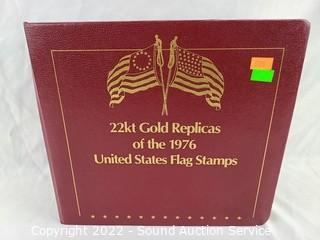 22kt Gold Replicas
of the 1976
United States Flag Stamps
Copyright 2022 - Sound Auction Service